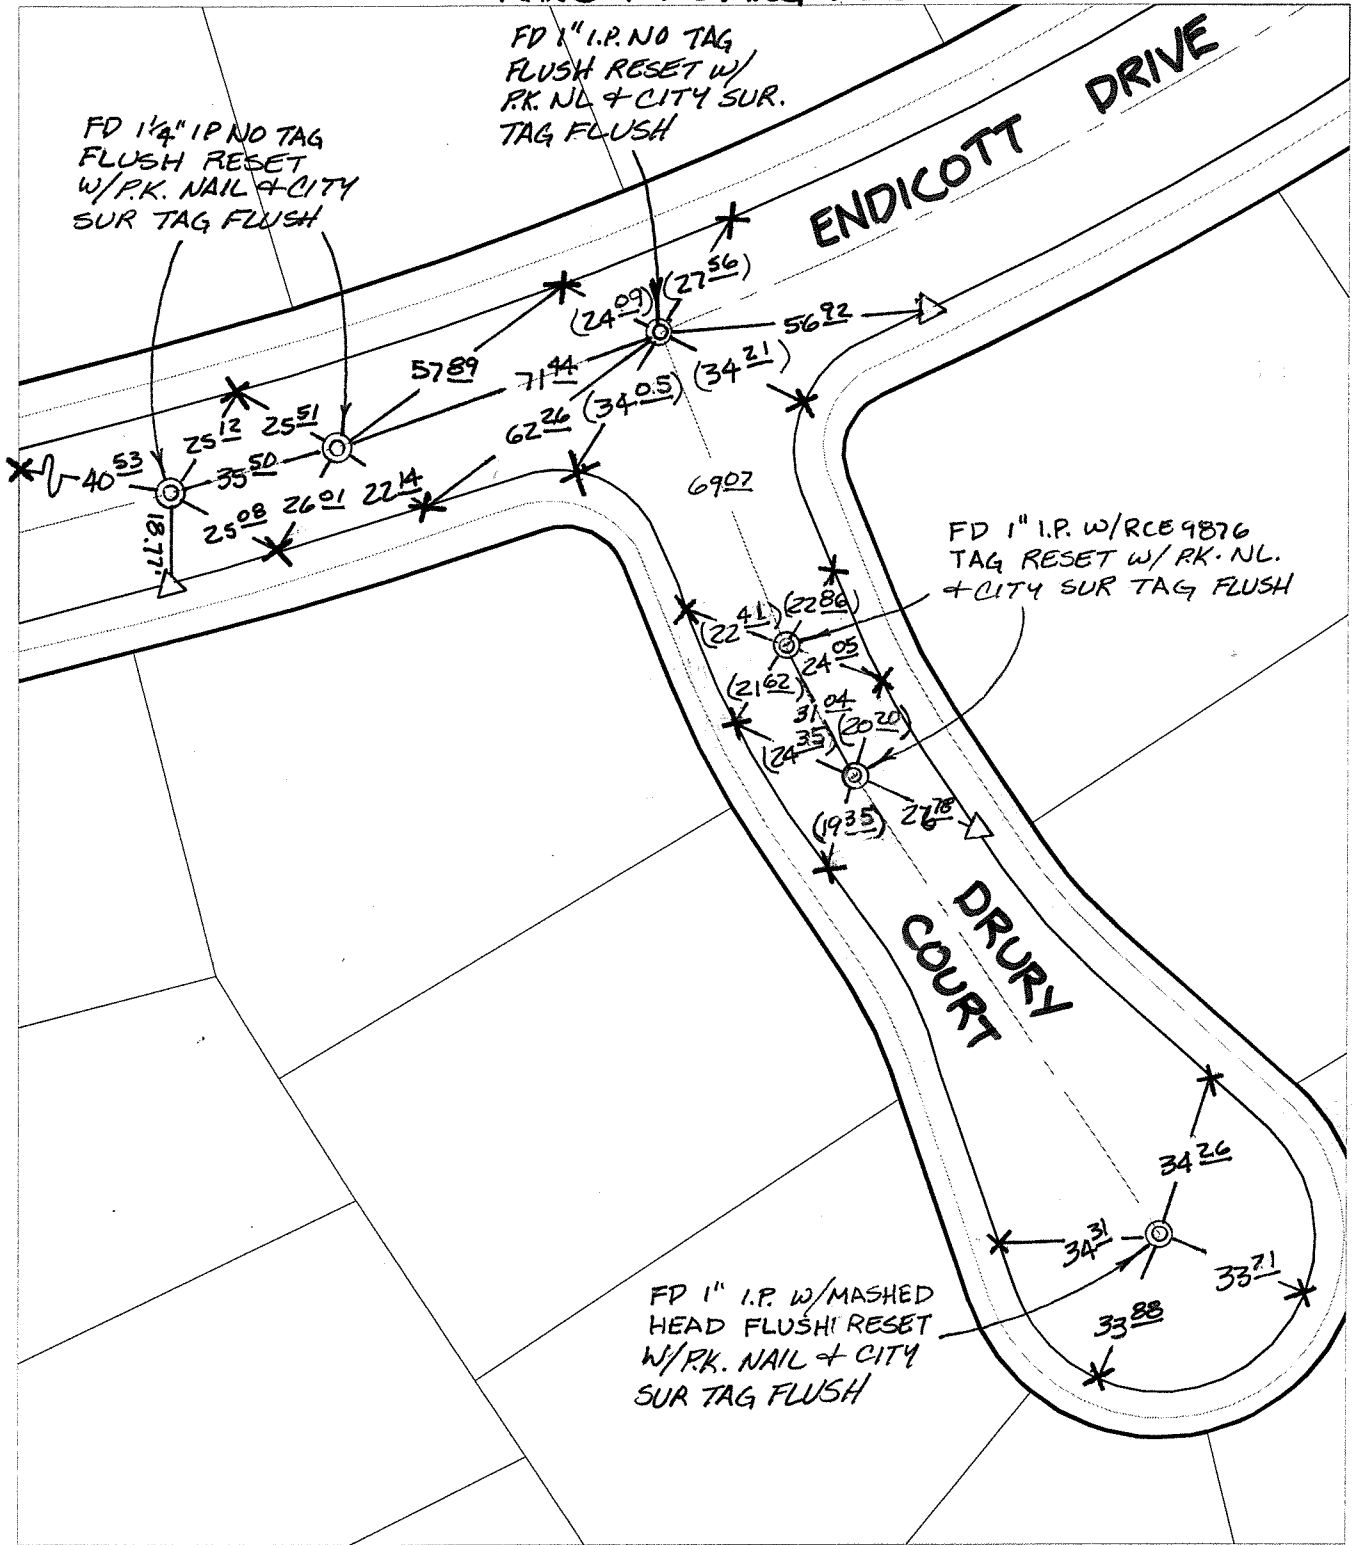 FD 1" I.P. NO TAG
FLUSH RESET W/
P.K. NL & CITY SUR.
TAG FLUSH
FD 1¼" IP NO TAG
FLUSH RESET
W/P.K. NAIL & CITY
SUR TAG FLUSH
ENDICOTT DRIVE
(27 56)
(24 09)
56 92
57 89
71 44
(34 21)
(34 0.5)
62 26
25 12
25 51
40 53
35 50
25 08
26 01
22 14
18.77'
69 07
FD 1" I.P. W/RCE 9876
TAG RESET W/ P.K. NL.
& CITY SUR TAG FLUSH
(22 41)
(22 86)
24 05
(21 62)
31 04
(24 35)
(20 20)
(19 35)
DRURY
COURT
34 26
34 31
33 71
33 88
FD 1" I.P. W/MASHED
HEAD FLUSH RESET
W/P.K. NAIL & CITY
SUR TAG FLUSH